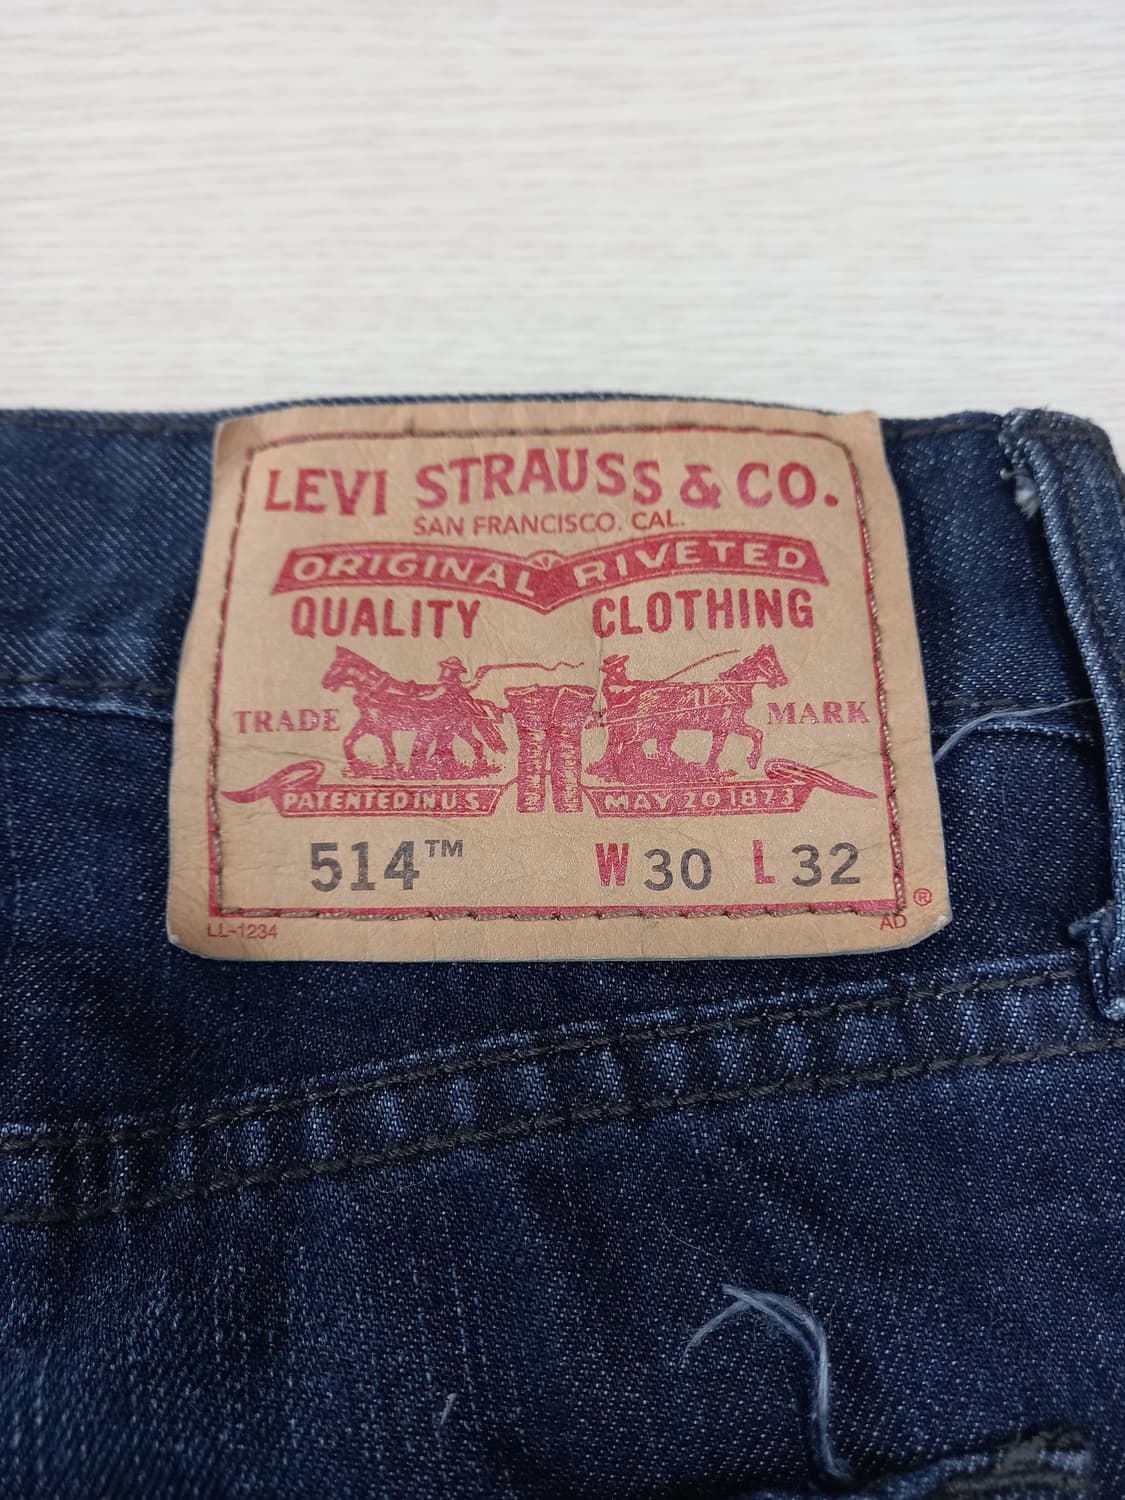 LEVI STRAUSS & CO.
SAN FRANCISCO. CAL.
ORIGINAL RIVETED
QUALITY CLOTHING
TRADE MARK
PATENTED IN U.S. MAY 20 1873
514™ W 30 L 32
LL-1234 AD ®